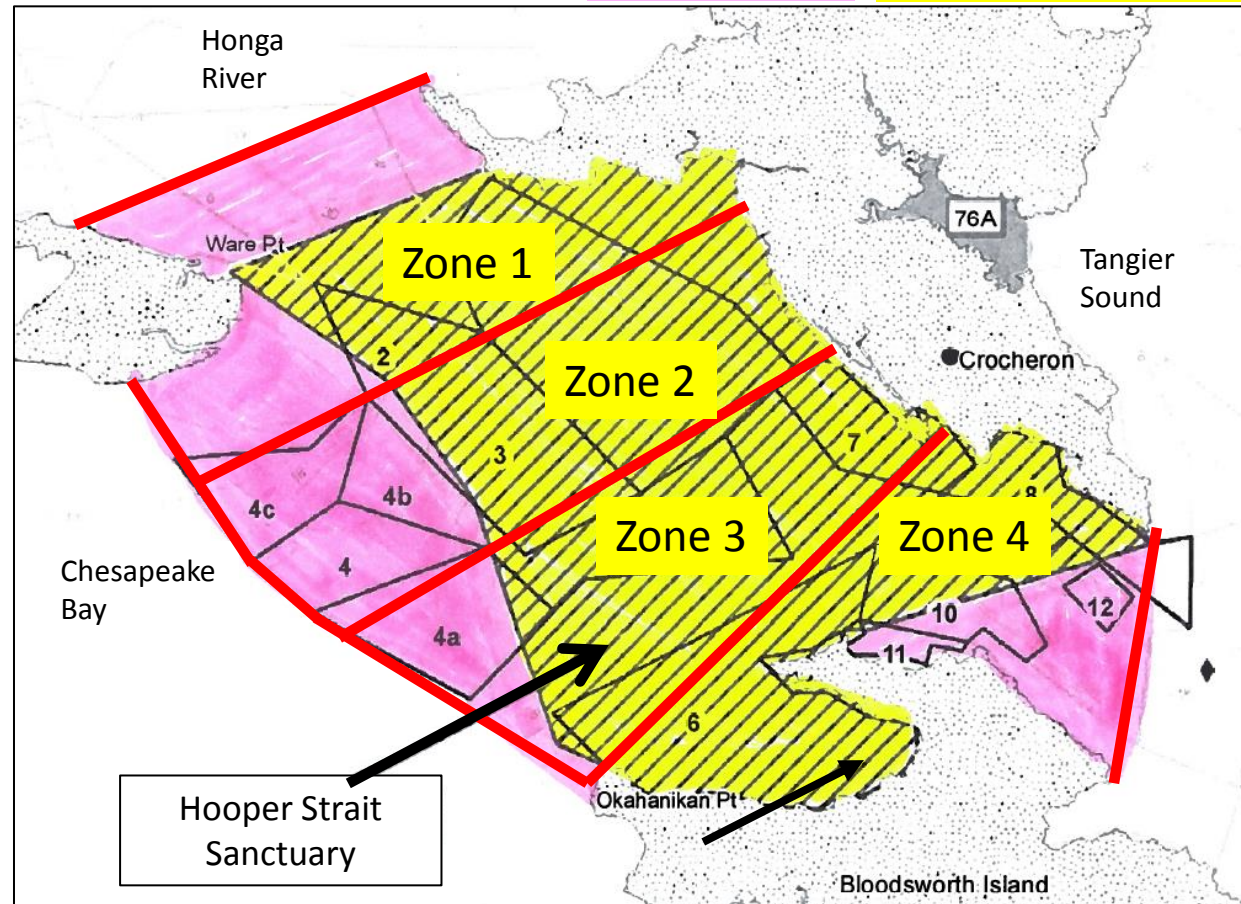 Honga
River
76A
Ware Pt
Zone 1
Tangier
Sound
2
Crocheron
Zone 2
3
7
4b
4c
8
Zone 3
Zone 4
4
Chesapeake
Bay
12
10
4a
11
6
Hooper Strait
Sanctuary
Okahanikan Pt
Bloodsworth Island